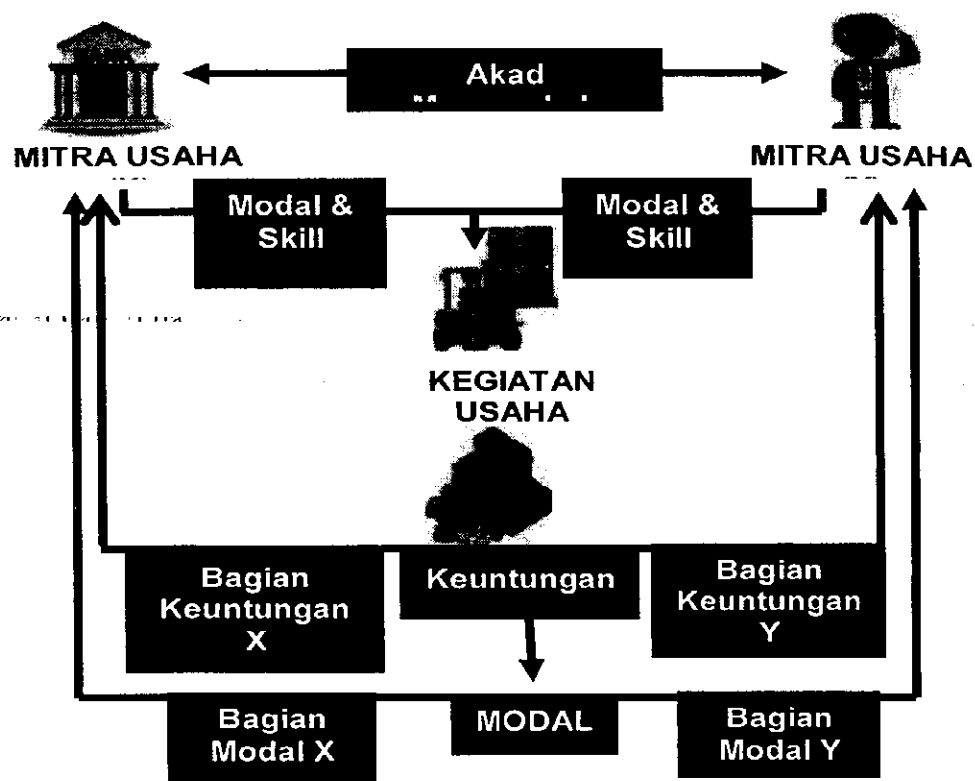 Akad
MITRA USAHA
MITRA USAHA
Modal &
Skill
Modal &
Skill
KEGIATAN
USAHA
Bagian
Keuntungan
X
Keuntungan
Bagian
Keuntungan
Y
Bagian
Modal X
MODAL
Bagian
Modal Y